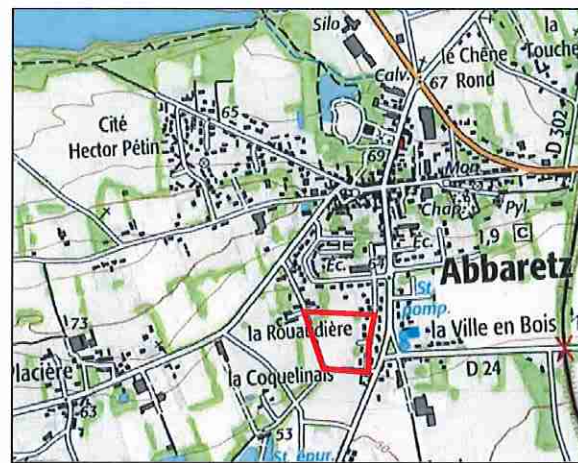 Silo
la
Touche
le Chêne
Rond
Calv.
67
65
Cité
Hector Pétin
D 302
69
Mon.
Chap.
Pyl.
Ec.
1,9
C
Éc.
Abbaretz
St.
pomp.
la Rouaudière
la Ville en Bois
73
Placière
la Coquelinais
D 24
63
53
50
St. épur.